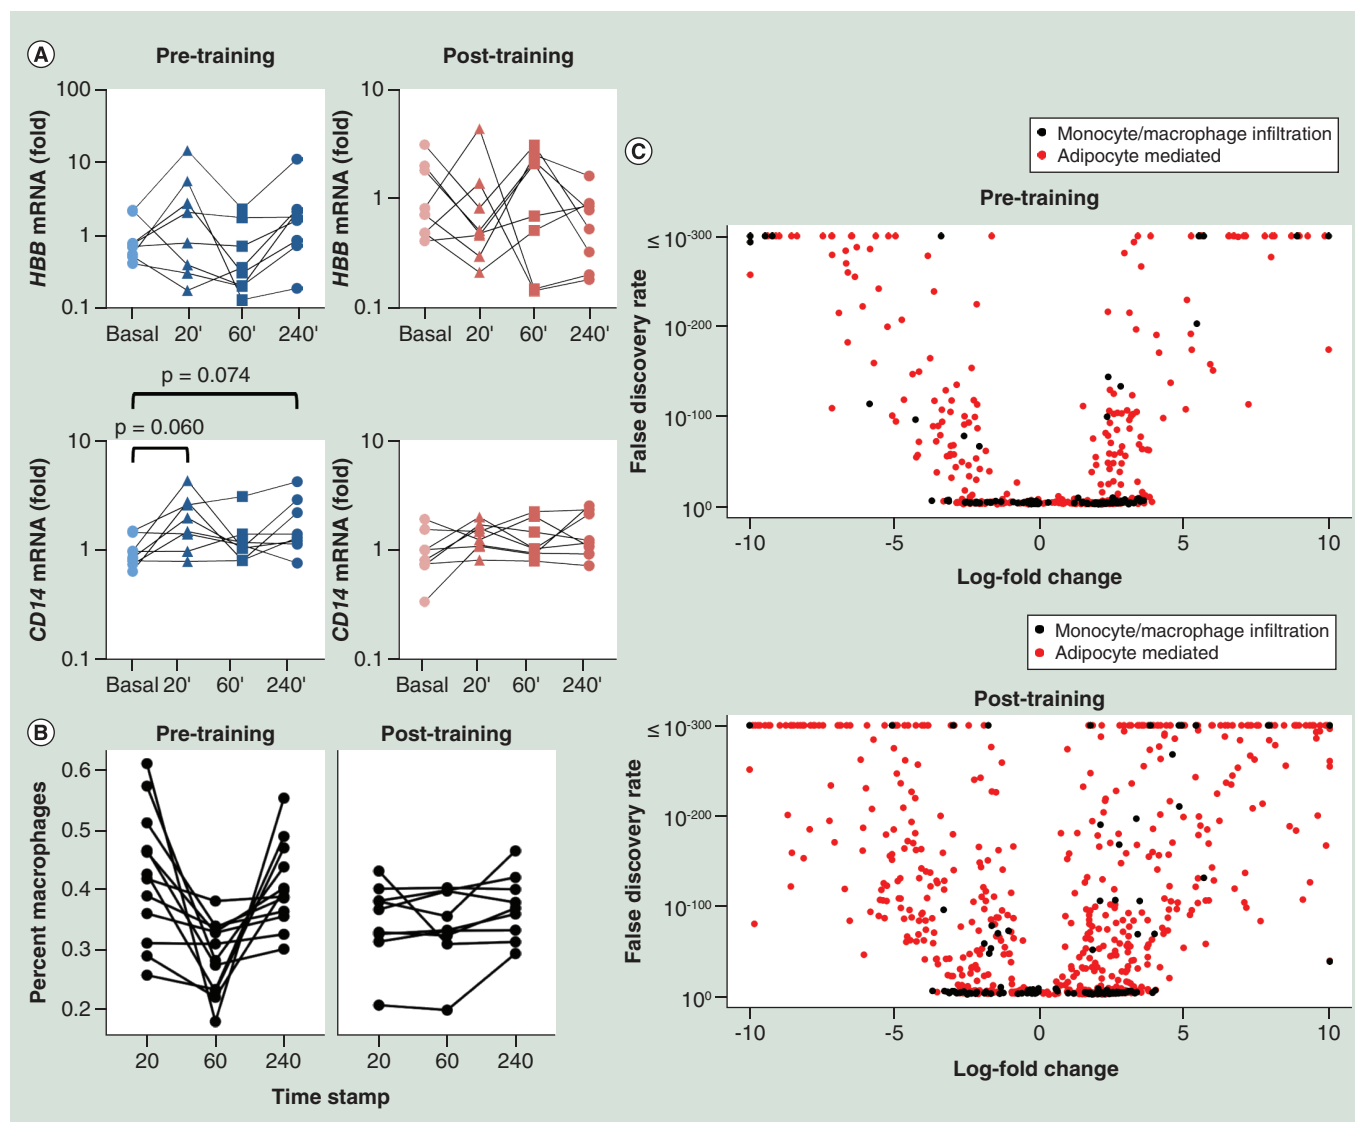 A
Pre-training
Post-training
HBB mRNA (fold)
100
10
1
0.1
Basal 20' 60' 240'
HBB mRNA (fold)
10
1
0.1
Basal 20' 60' 240'
p = 0.074
p = 0.060
CD14 mRNA (fold)
10
1
0.1
Basal 20' 60' 240'
CD14 mRNA (fold)
10
1
0.1
Basal 20' 60' 240'
B
Pre-training
Post-training
Percent macrophages
0.6
0.5
0.4
0.3
0.2
20 60 240
20 60 240
Time stamp
C
Monocyte/macrophage infiltration
Adipocyte mediated
Pre-training
False discovery rate
≤ 10^-300
10^-200
10^-100
10^0
-10 -5 0 5 10
Log-fold change
Monocyte/macrophage infiltration
Adipocyte mediated
Post-training
False discovery rate
≤ 10^-300
10^-200
10^-100
10^0
-10 -5 0 5 10
Log-fold change